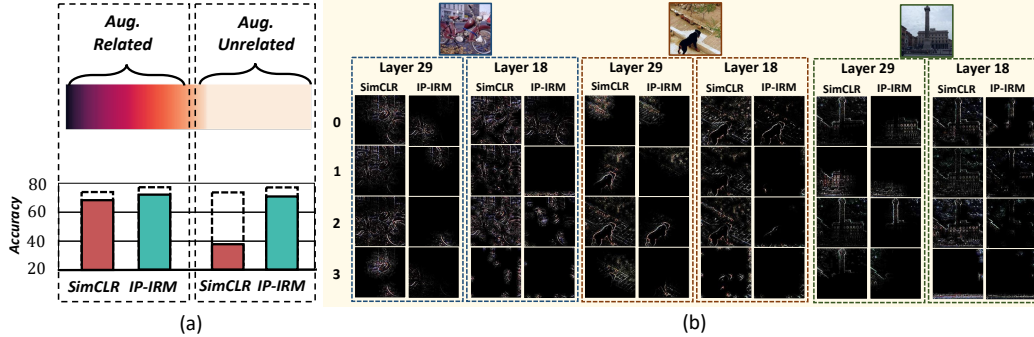 Aug.
Related
Aug.
Unrelated
Accuracy
80
60
40
20
SimCLR IP-IRM SimCLR IP-IRM
(a)
Layer 29 Layer 18 Layer 29 Layer 18 Layer 29 Layer 18
SimCLR IP-IRM SimCLR IP-IRM SimCLR IP-IRM SimCLR IP-IRM SimCLR IP-IRM SimCLR IP-IRM
0
1
2
3
(b)